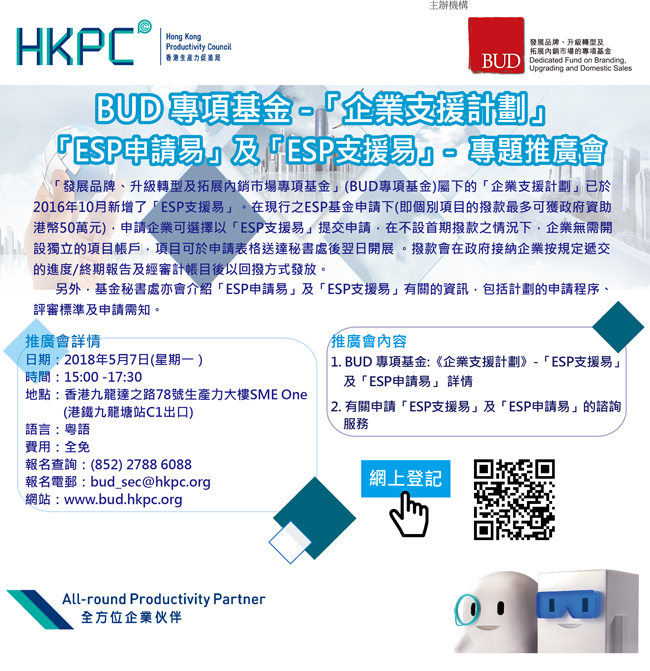 主辦機構
HKPC
Hong Kong
Productivity Council
香港生產力促進局
BUD
發展品牌、升級轉型及
拓展內銷市場的專項基金
Dedicated Fund on Branding,
Upgrading and Domestic Sales
BUD 專項基金 -「企業支援計劃」
「ESP申請易」及「ESP支援易」- 專題推廣會
「發展品牌、升級轉型及拓展內銷市場專項基金」(BUD專項基金)屬下的「企業支援計劃」已於
2016年10月新增了「ESP支援易」。在現行之ESP基金申請下(即個別項目的撥款最多可獲政府資助
港幣50萬元)，申請企業可選擇以「ESP支援易」提交申請，在不設首期撥款之情況下，企業無需開
設獨立的項目帳戶，項目可於申請表格送達秘書處後翌日開展 。撥款會在政府接納企業按規定遞交
的進度/終期報告及經審計帳目後以回撥方式發放。
另外，基金秘書處亦會介紹「ESP申請易」及「ESP支援易」有關的資訊，包括計劃的申請程序、
評審標準及申請需知。
推廣會詳情
日期：2018年5月7日(星期一 )
時間：15:00 -17:30
地點：香港九龍達之路78號生產力大樓SME One
(港鐵九龍塘站C1出口)
語言：粵語
費用：全免
報名查詢：(852) 2788 6088
報名電郵：bud_sec@hkpc.org
網站：www.bud.hkpc.org
推廣會內容
1. BUD 專項基金:《企業支援計劃》-「ESP支援易」
及「ESP申請易」 詳情
2. 有關申請「ESP支援易」及「ESP申請易」的諮詢
服務
網上登記
All-round Productivity Partner
全方位企業伙伴